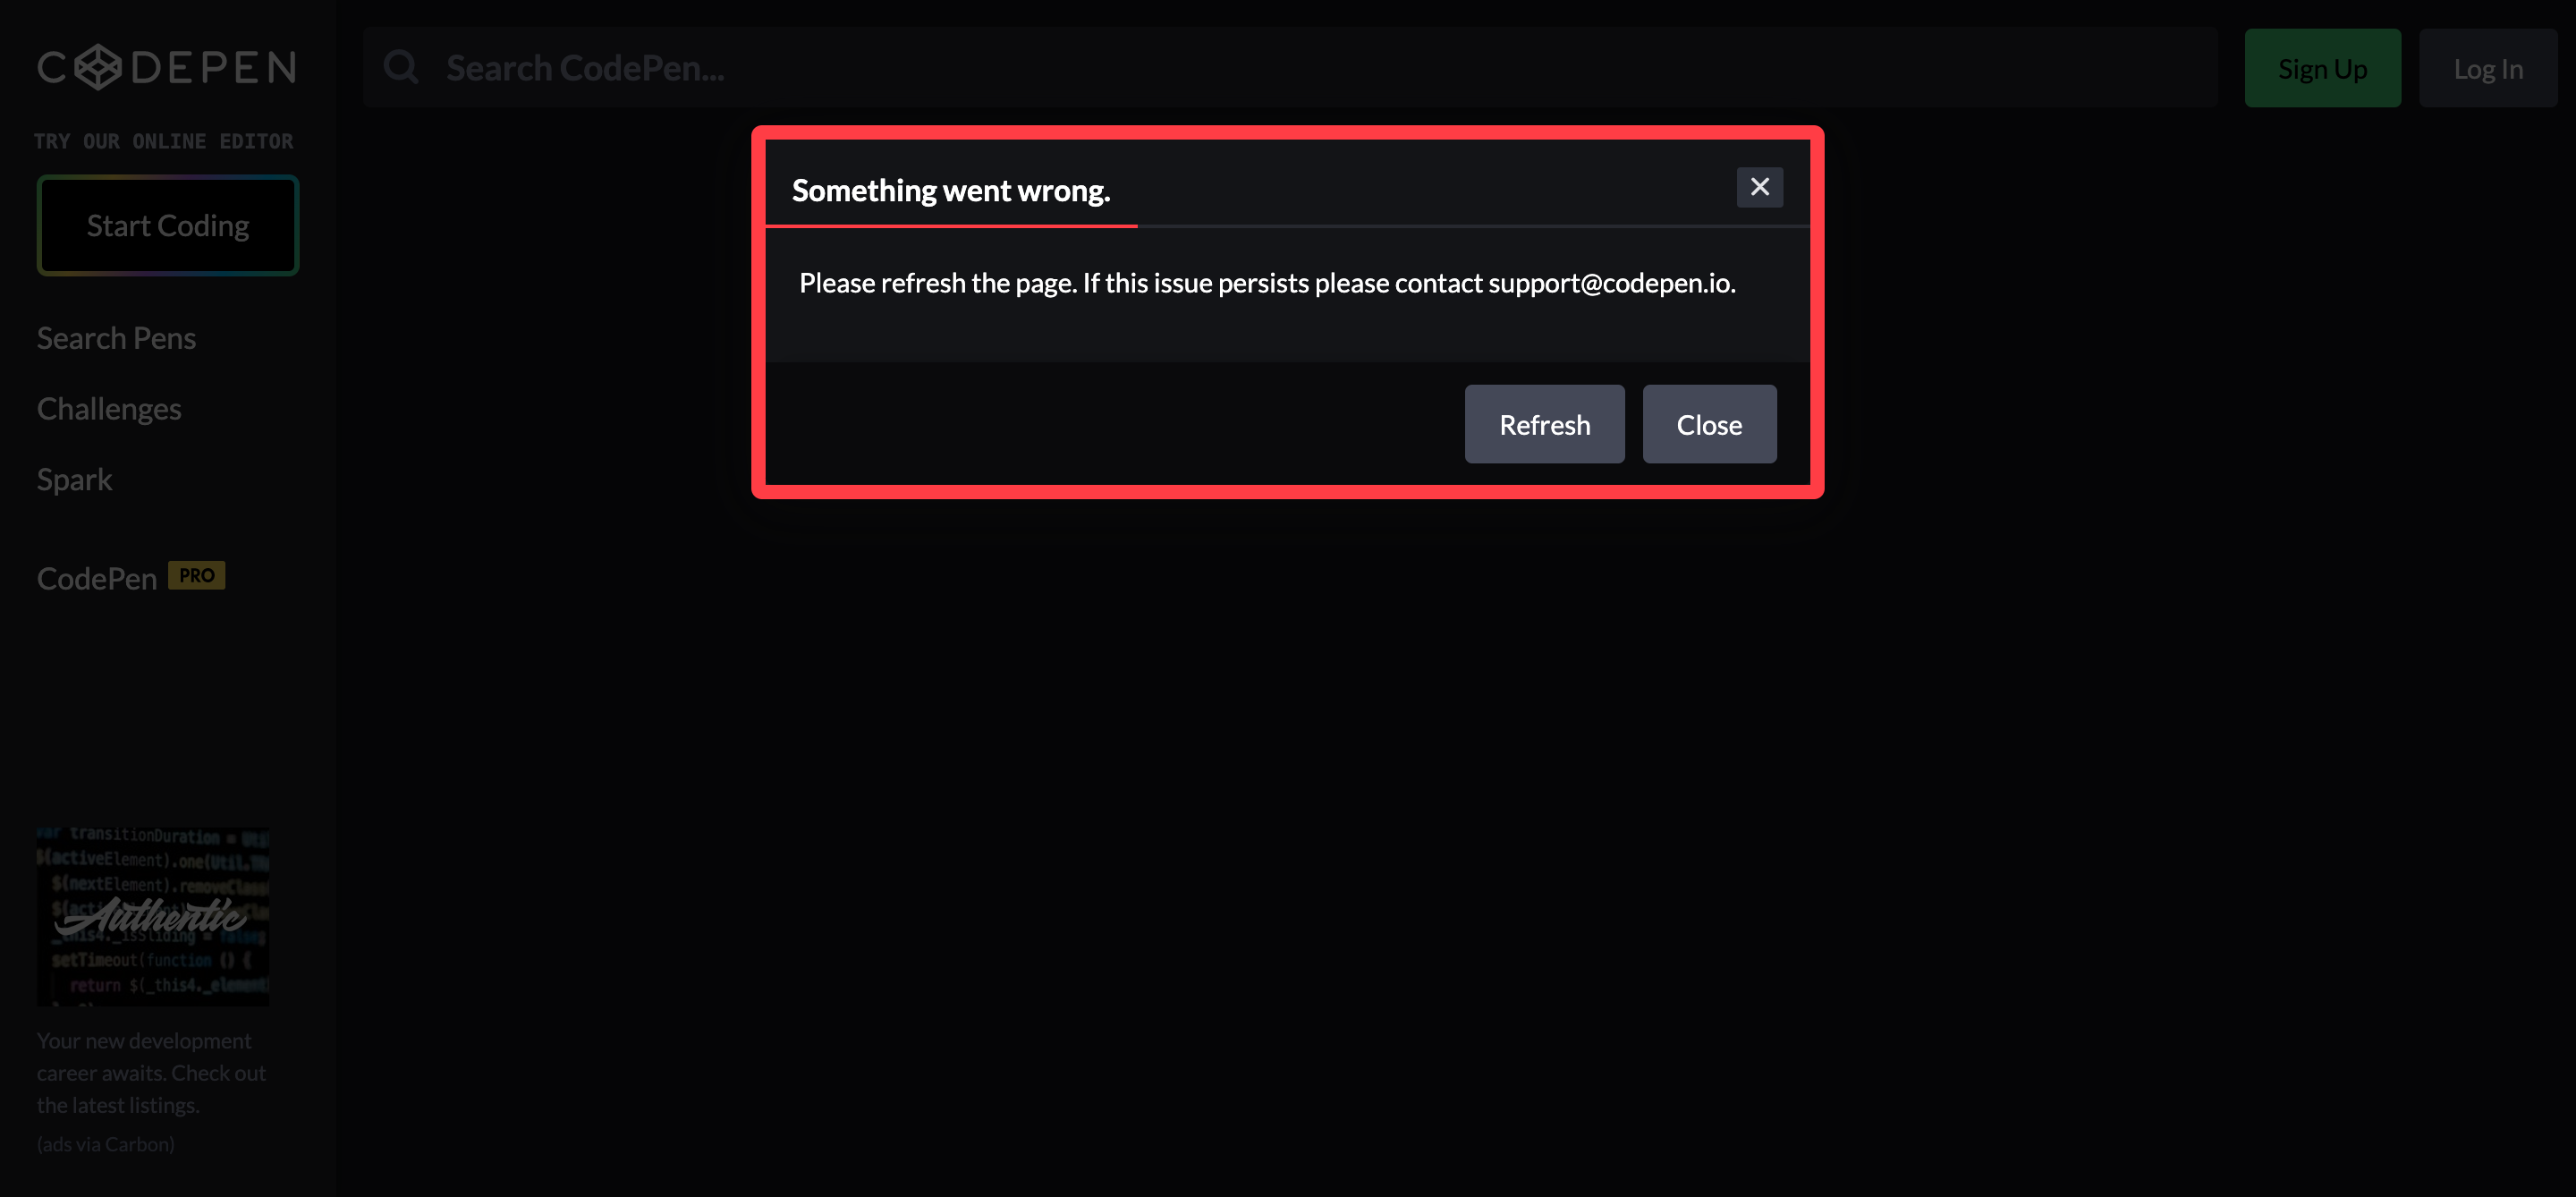 CODEPEN
Search CodePen...
Sign Up
Log In
TRY OUR ONLINE EDITOR
Start Coding
Search Pens
Challenges
Spark
CodePen PRO
Something went wrong.
Please refresh the page. If this issue persists please contact support@codepen.io.
Refresh
Close
var transitionDuration = Util
$(activeElement).one(Util.TR
$(nextElement).removeClass
Authentic
_this4._isSliding = false;
setTimeout(function () {
return $(_this4._element
Your new development
career awaits. Check out
the latest listings.
(ads via Carbon)